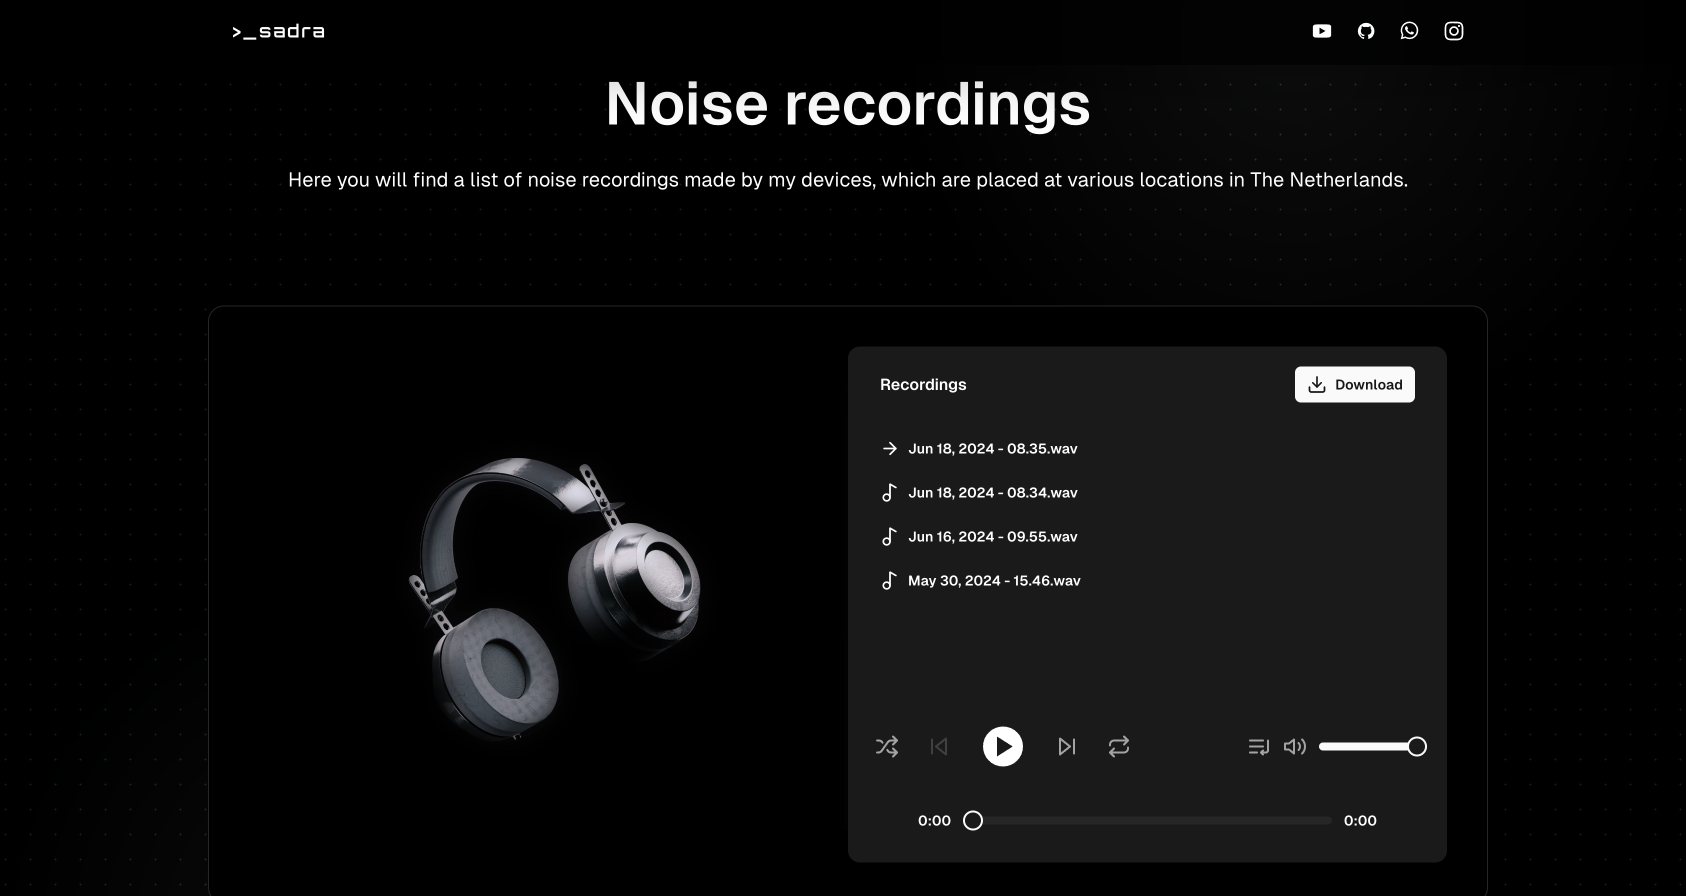 >_sadra
Noise recordings
Here you will find a list of noise recordings made by my devices, which are placed at various locations in The Netherlands.
Recordings
Download
Jun 18, 2024 - 08.35.wav
Jun 18, 2024 - 08.34.wav
Jun 16, 2024 - 09.55.wav
May 30, 2024 - 15.46.wav
0:00
0:00